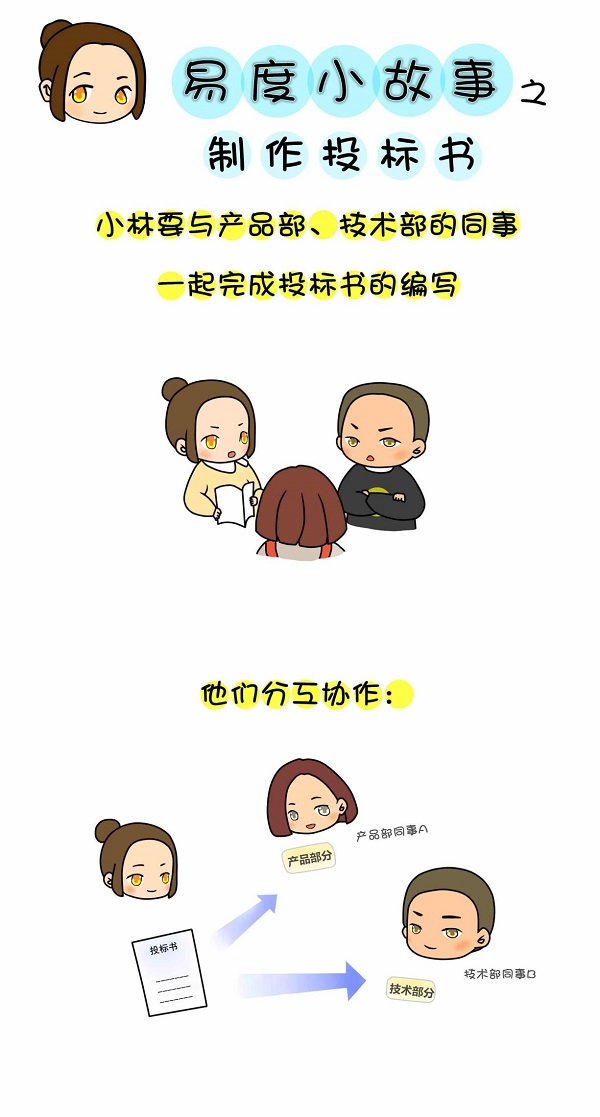 易度小故事之
制作投标书
小林要与产品部、技术部的同事
一起完成投标书的编写
他们分互协作：
产品部同事A
产品部分
投标书
技术部同事B
技术部分